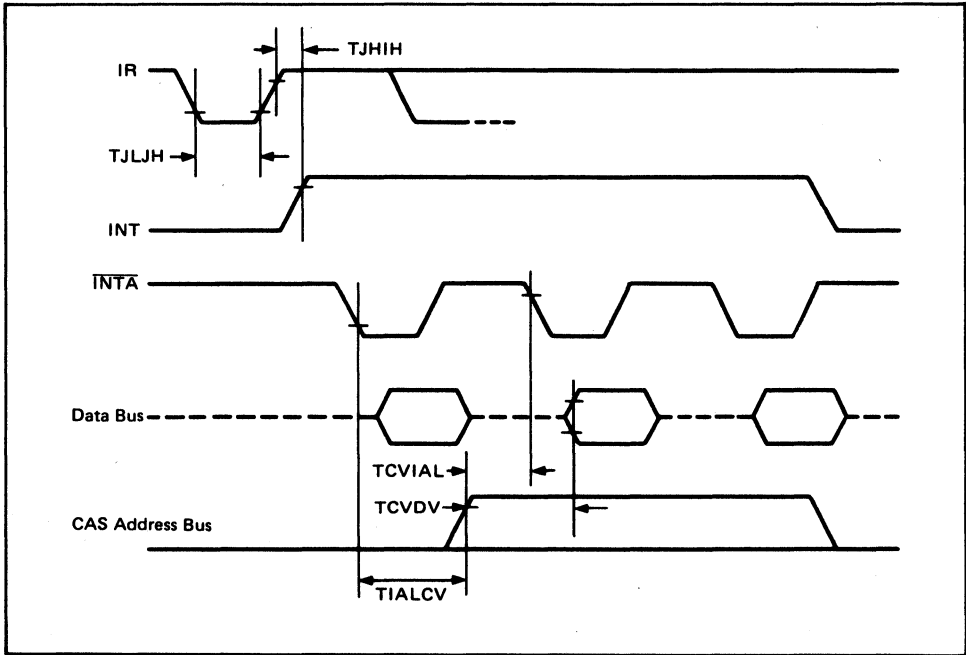 TJHIH
IR
TJLJH
INT
INTA
Data Bus
TCVIAL
TCVDV
CAS Address Bus
TIALCV